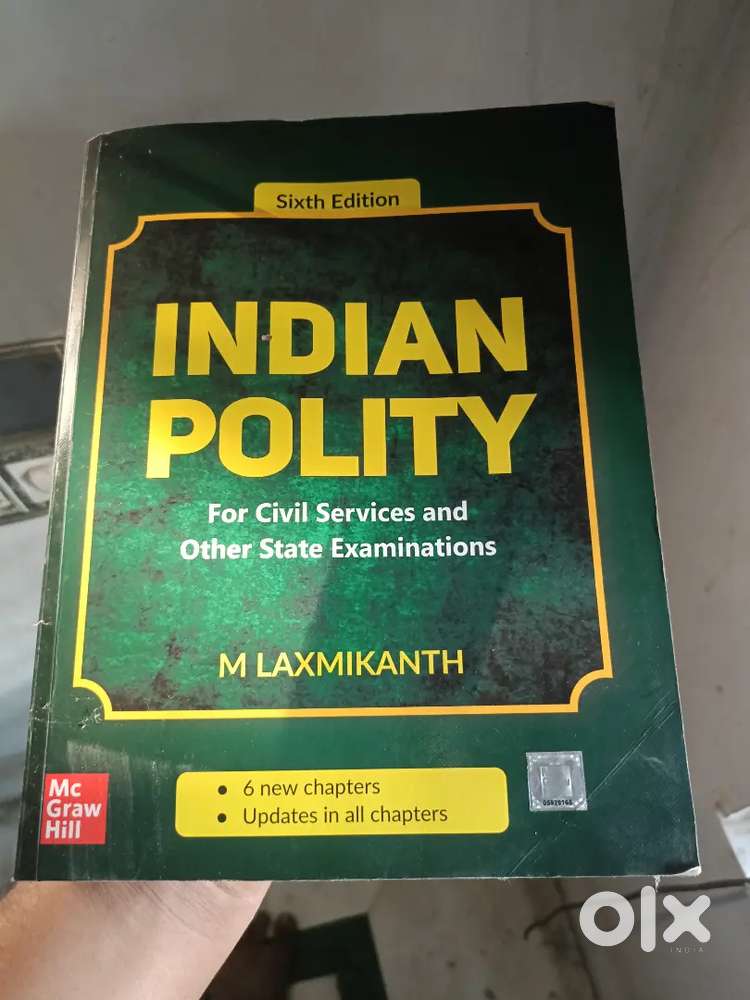 Sixth Edition
INDIAN
POLITY
For Civil Services and
Other State Examinations
M LAXMIKANTH
• 6 new chapters
• Updates in all chapters
Mc
Graw
Hill
olx
INDIA